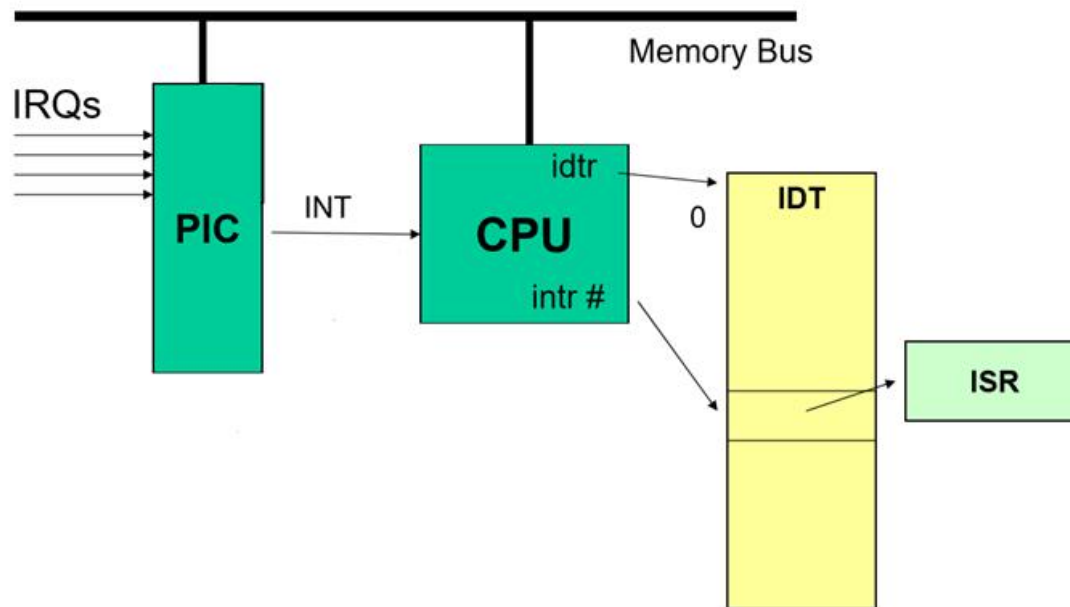 Memory Bus
IRQs
PIC
INT
idtr
CPU
intr #
0
IDT
ISR